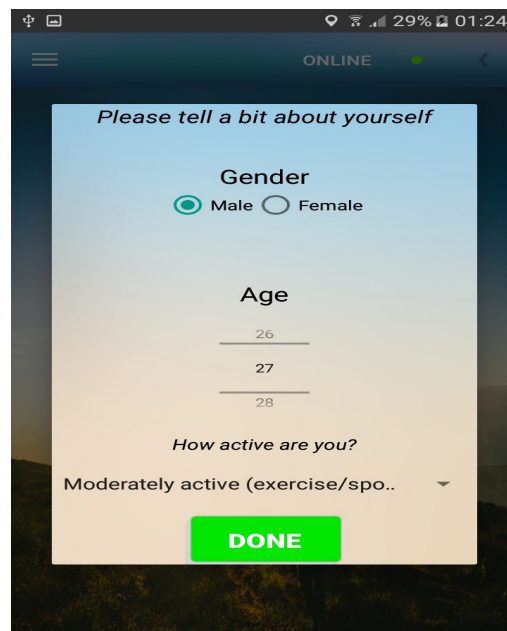 29% 01:24
ONLINE
Please tell a bit about yourself
Gender
Male Female
Age
26
27
28
How active are you?
Moderately active (exercise/spo..
DONE